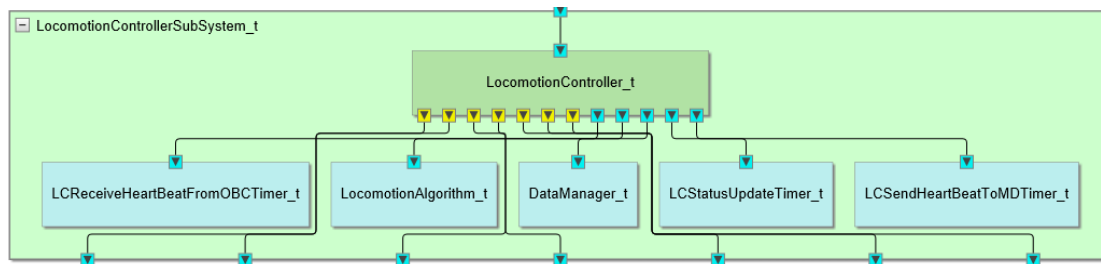 LocomotionControllerSubSystem_t
LocomotionController_t
LCReceiveHeartBeatFromOBCTimer_t
LocomotionAlgorithm_t
DataManager_t
LCStatusUpdateTimer_t
LCSendHeartBeatToMDTimer_t